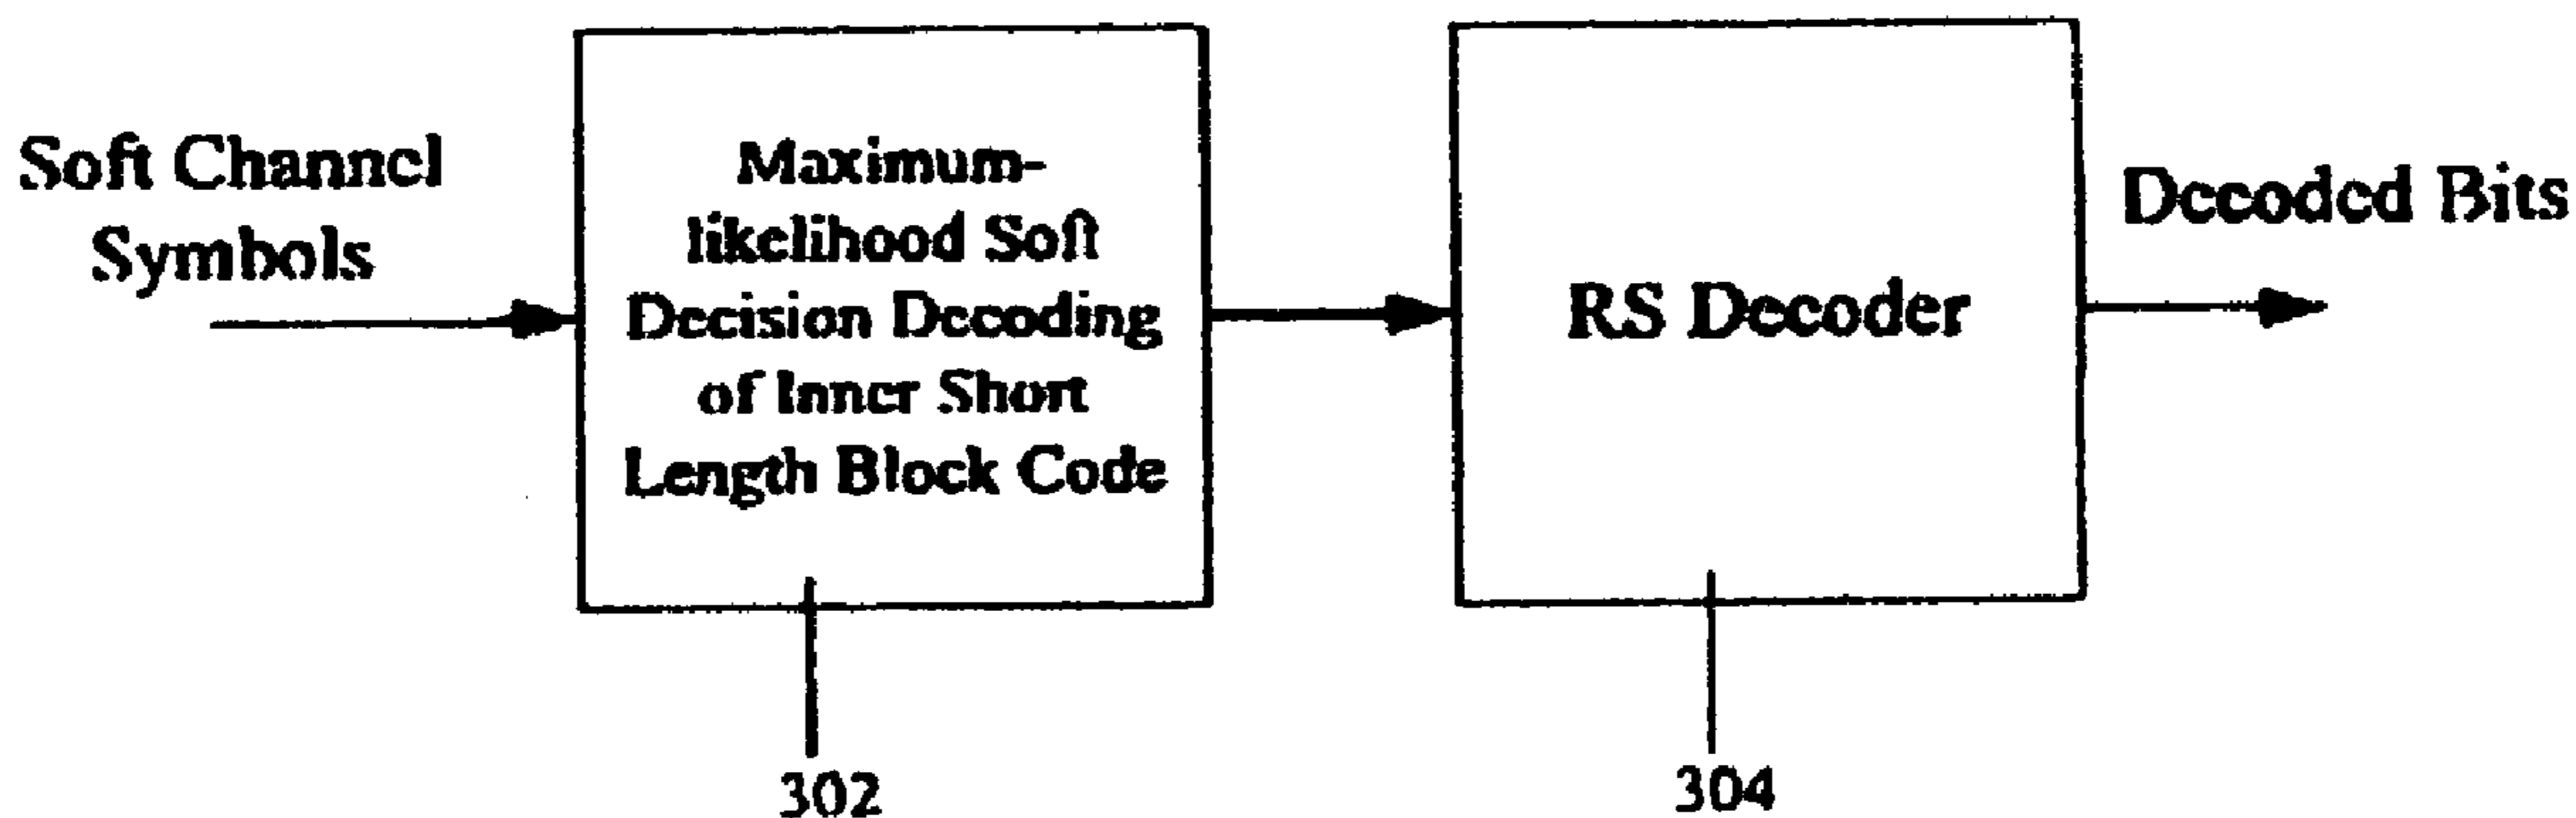 Soft Channel
Symbols
Maximum-
likelihood Soft
Decision Decoding
of Inner Short
Length Block Code
RS Decoder
Decoded Bits
302
304